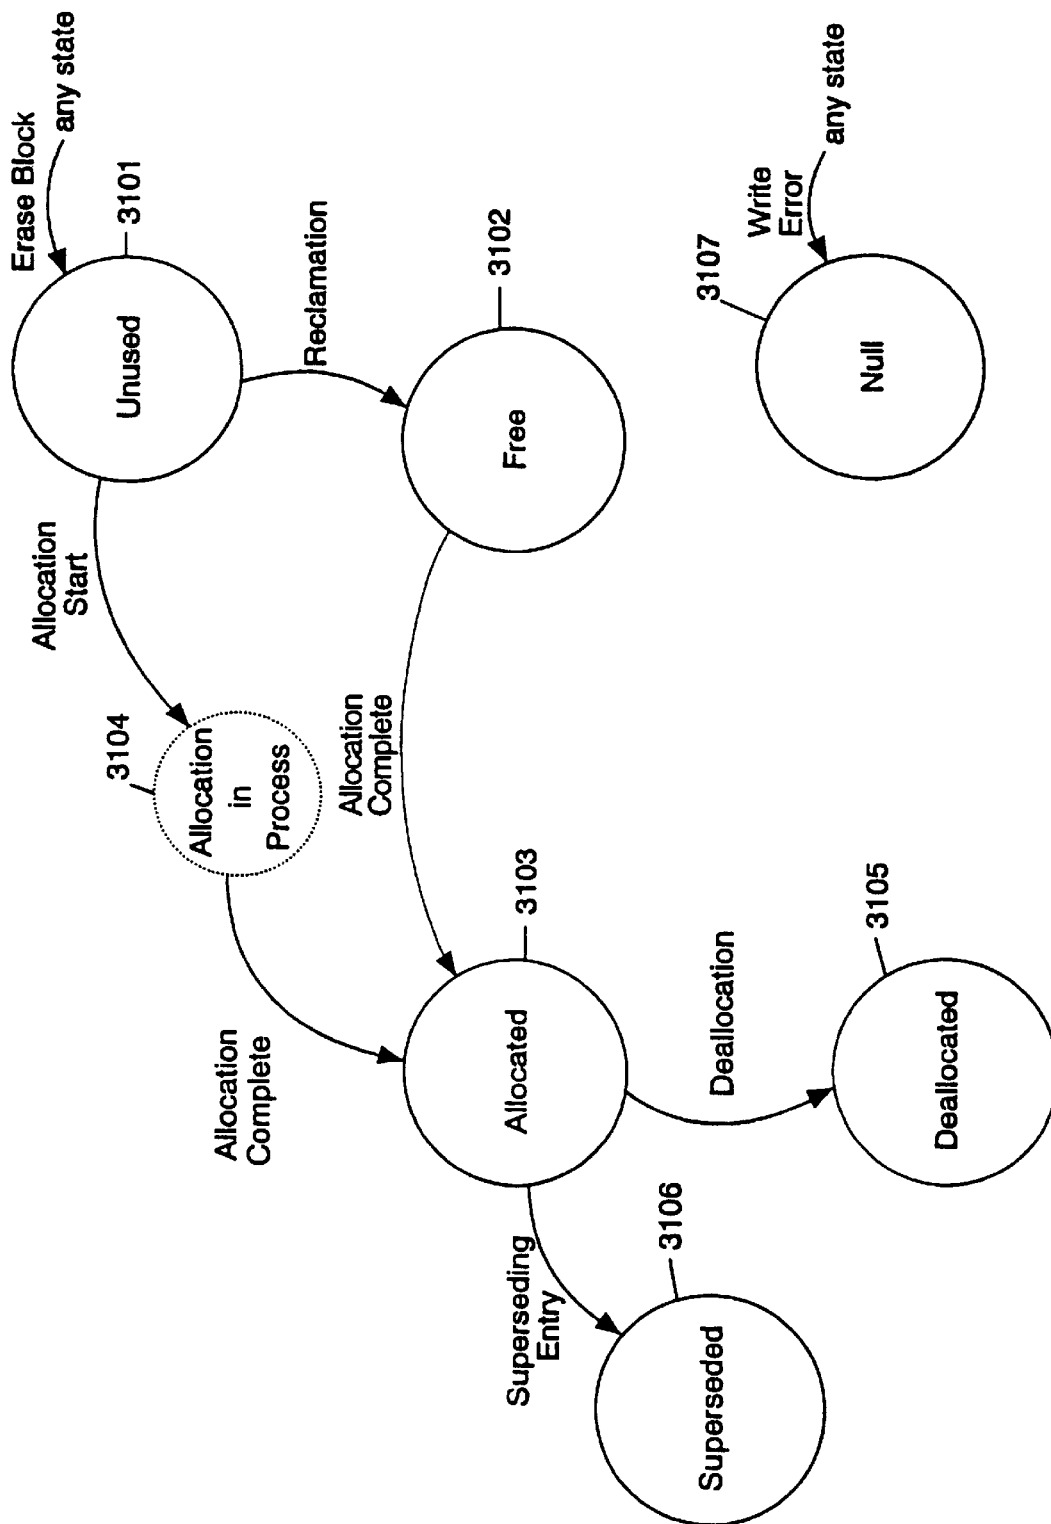 Erase Block
any state
3101
Unused
Allocation
Start
Reclamation
3104
Allocation
in
Process
3102
Free
Allocation
Complete
Allocation
Complete
3103
Allocated
Superseding
Entry
Deallocation
3106
Superseded
3105
Deallocated
3107
Write
Error
any state
Null